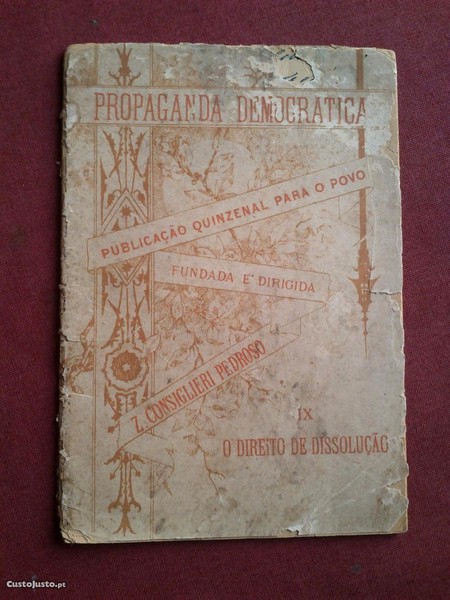 PROPAGANDA DEMOCRATICA
PUBLICAÇÃO QUINZENAL PARA O POVO
FUNDADA E DIRIGIDA
Z. CONSIGLIERI PEDROSO
IX
O DIREITO DE DISSOLUÇÃO
CustoJusto.pt